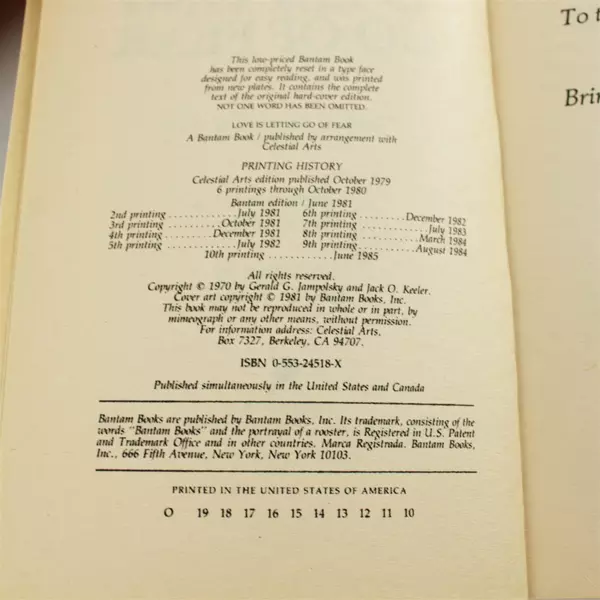 This low-priced Bantam Book
has been completely reset in a type face
designed for easy reading, and was printed
from new plates. It contains the complete
text of the original hard-cover edition.
NOT ONE WORD HAS BEEN OMITTED.
LOVE IS LETTING GO OF FEAR
A Bantam Book / published by arrangement with
Celestial Arts
PRINTING HISTORY
Celestial Arts edition published October 1979
6 printings through October 1980
Bantam edition / June 1981
2nd printing .......... July 1981 6th printing ........ December 1982
3rd printing .......... October 1981 7th printing .......... July 1983
4th printing ........ December 1981 8th printing .......... March 1984
5th printing ............ July 1982 9th printing .......... August 1984
10th printing ............ June 1985
All rights reserved.
Copyright © 1970 by Gerald G. Jampolsky and Jack O. Keeler.
Cover art copyright © 1981 by Bantam Books, Inc.
This book may not be reproduced in whole or in part, by
mimeograph or any other means, without permission.
For information address: Celestial Arts,
Box 7327, Berkeley, CA 94707.
ISBN 0-553-24518-X
Published simultaneously in the United States and Canada
Bantam Books are published by Bantam Books, Inc. Its trademark, consisting of the
words "Bantam Books" and the portrayal of a rooster, is Registered in U.S. Patent
and Trademark Office and in other countries. Marca Registrada. Bantam Books,
Inc., 666 Fifth Avenue, New York, New York 10103.
PRINTED IN THE UNITED STATES OF AMERICA
O 19 18 17 16 15 14 13 12 11 10
To t
Brin